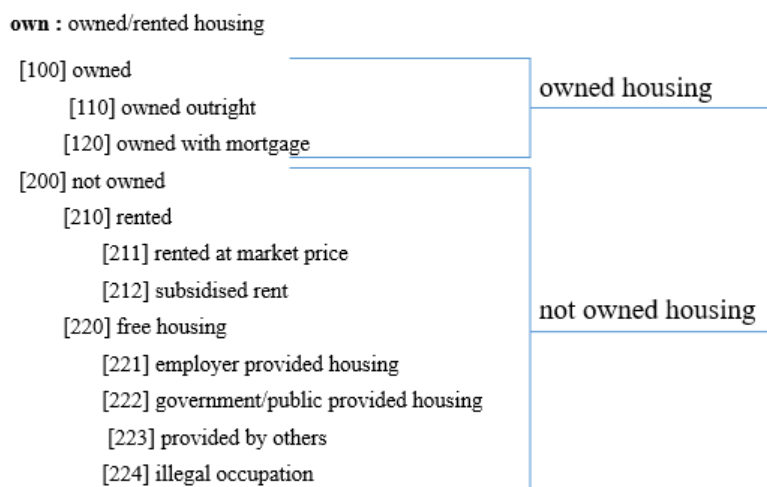 own : owned/rented housing
[100] owned
[110] owned outright
[120] owned with mortgage
owned housing
[200] not owned
[210] rented
[211] rented at market price
[212] subsidised rent
[220] free housing
[221] employer provided housing
[222] government/public provided housing
[223] provided by others
[224] illegal occupation
not owned housing